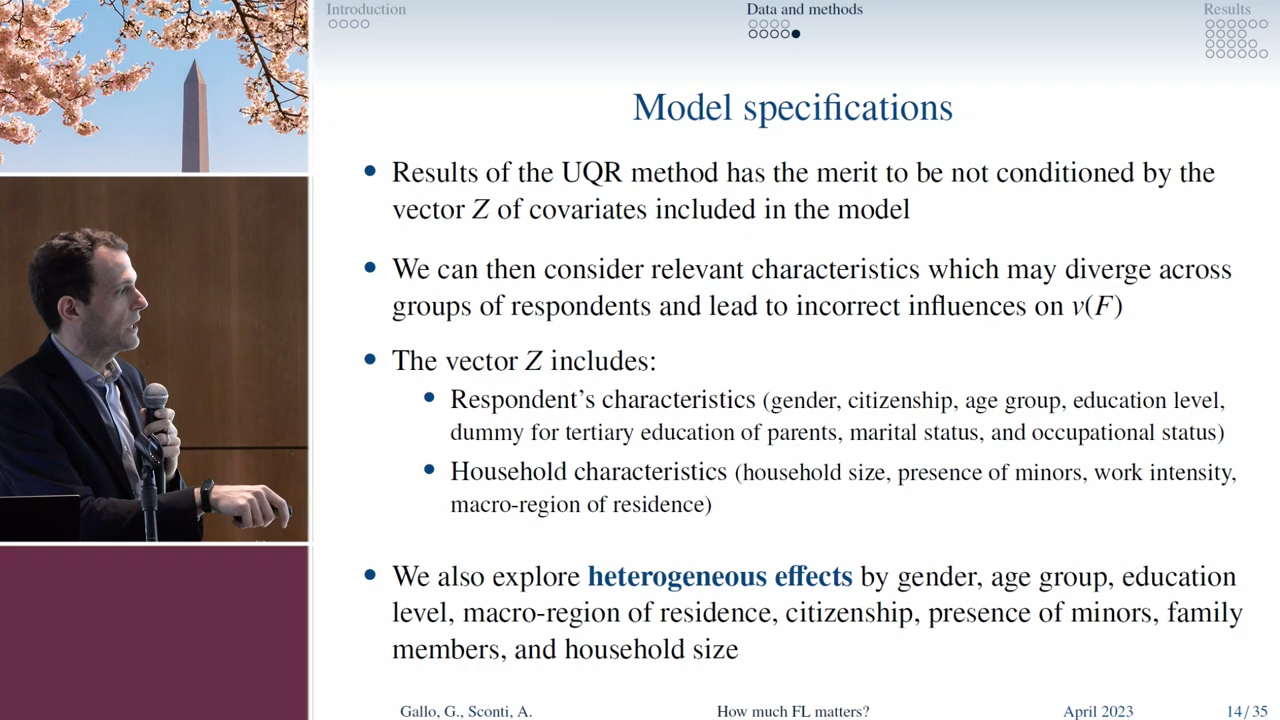 Introduction
Data and methods
Results
Model specifications
Results of the UQR method has the merit to be not conditioned by the
vector Z of covariates included in the model
We can then consider relevant characteristics which may diverge across
groups of respondents and lead to incorrect influences on v(F)
The vector Z includes:
Respondent's characteristics (gender, citizenship, age group, education level,
dummy for tertiary education of parents, marital status, and occupational status)
Household characteristics (household size, presence of minors, work intensity,
macro-region of residence)
We also explore heterogeneous effects by gender, age group, education
level, macro-region of residence, citizenship, presence of minors, family
members, and household size
Gallo, G., Sconti, A.
How much FL matters?
April 2023
14/35